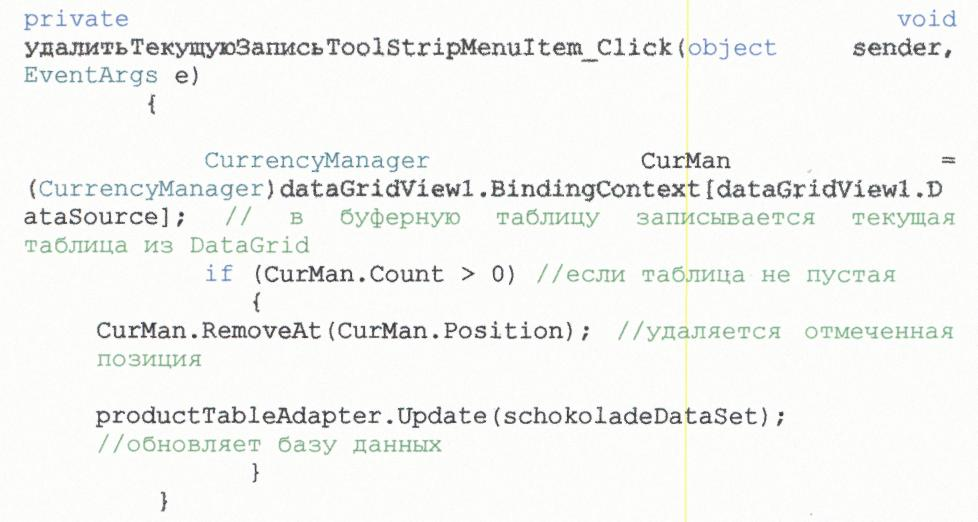 private void
удалитьТекущуюЗаписьToolStripMenuItem_Click(object sender,
EventArgs e)
{
CurrencyManager CurMan =
(CurrencyManager)dataGridView1.BindingContext[dataGridView1.D
ataSource]; // в буферную таблицу записывается текущая
таблица из DataGrid
if (CurMan.Count > 0) //если таблица не пустая
{
CurMan.RemoveAt(CurMan.Position); //удаляется отмеченная
позиция
productTableAdapter.Update(schokoladeDataSet);
//обновляет базу данных
}
}